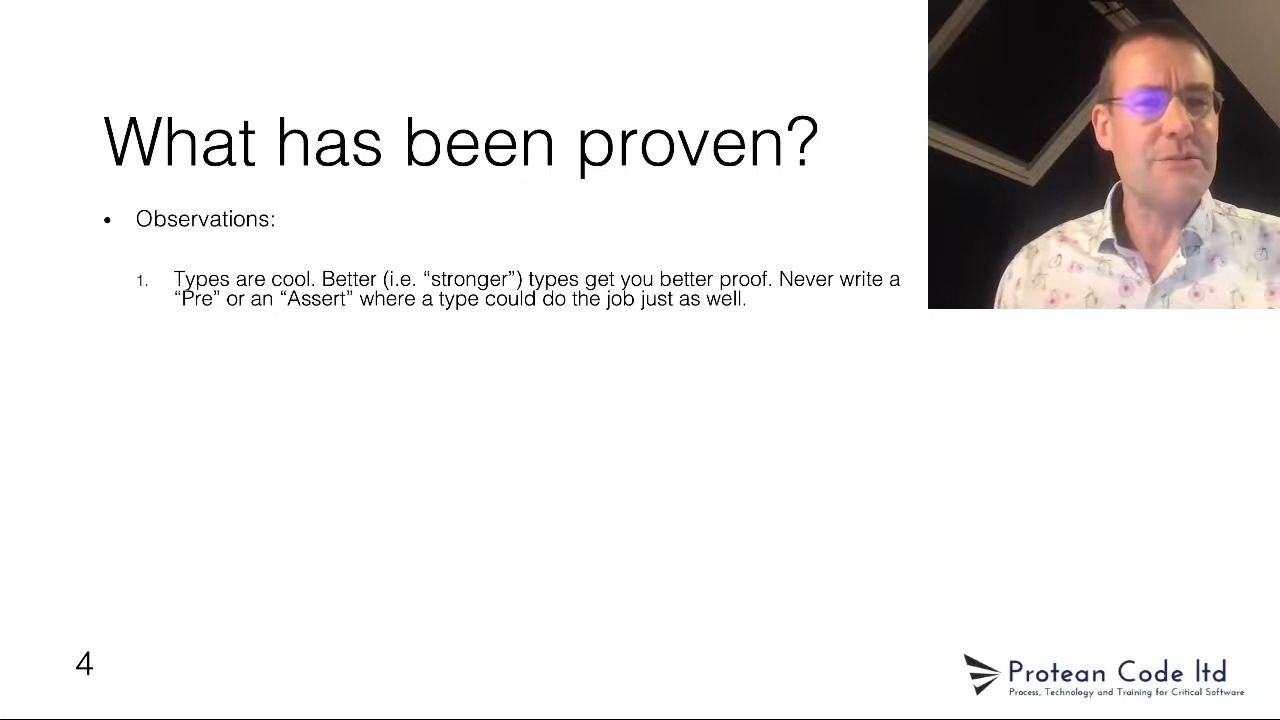 What has been proven?
• Observations:
1. Types are cool. Better (i.e. “stronger”) types get you better proof. Never write a
“Pre” or an “Assert” where a type could do the job just as well.
4
Protean Code ltd
Process, Technology and Training for Critical Software